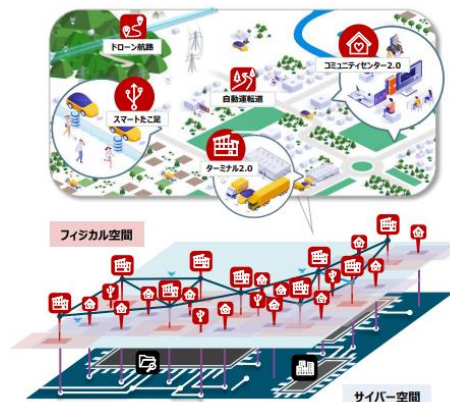 ドローン航路
コミュニティセンター2.0
自動運転道
スマートたこ足
ターミナル2.0
フィジカル空間
サイバー空間